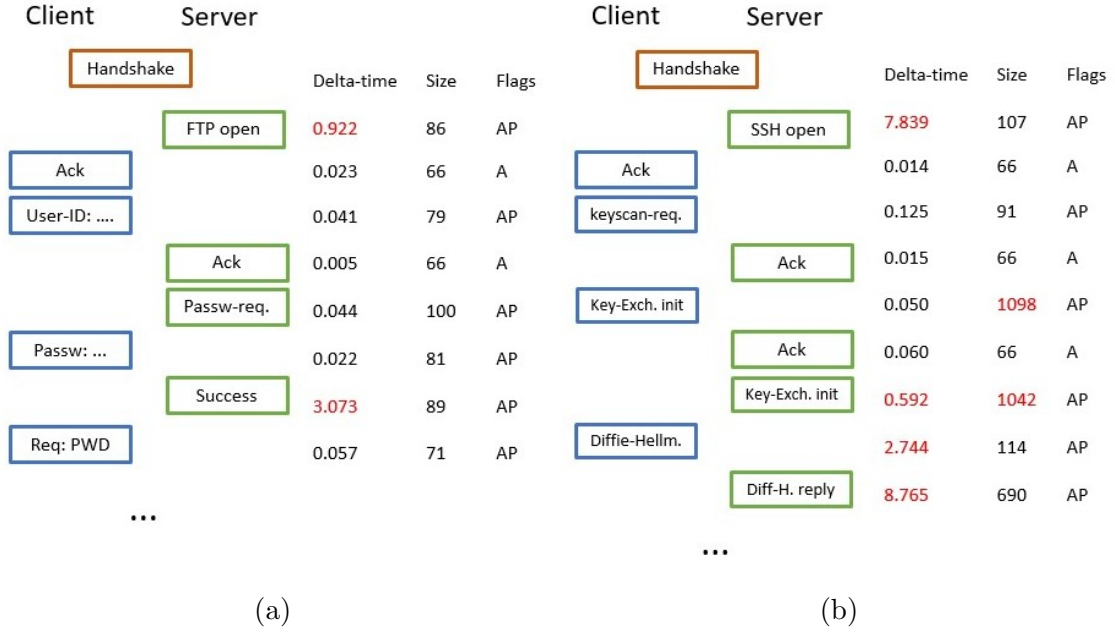 Client Server
Handshake
Delta-time Size Flags
FTP open 0.922 86 AP
Ack 0.023 66 A
User-ID: .... 0.041 79 AP
Ack 0.005 66 A
Passw-req. 0.044 100 AP
Passw: ... 0.022 81 AP
Success 3.073 89 AP
Req: PWD 0.057 71 AP
...
(a)
Client Server
Handshake
Delta-time Size Flags
SSH open 7.839 107 AP
Ack 0.014 66 A
keyscan-req. 0.125 91 AP
Ack 0.015 66 A
Key-Exch. init 0.050 1098 AP
Ack 0.060 66 A
Key-Exch. init 0.592 1042 AP
Diffie-Hellm. 2.744 114 AP
Diff-H. reply 8.765 690 AP
...
(b)